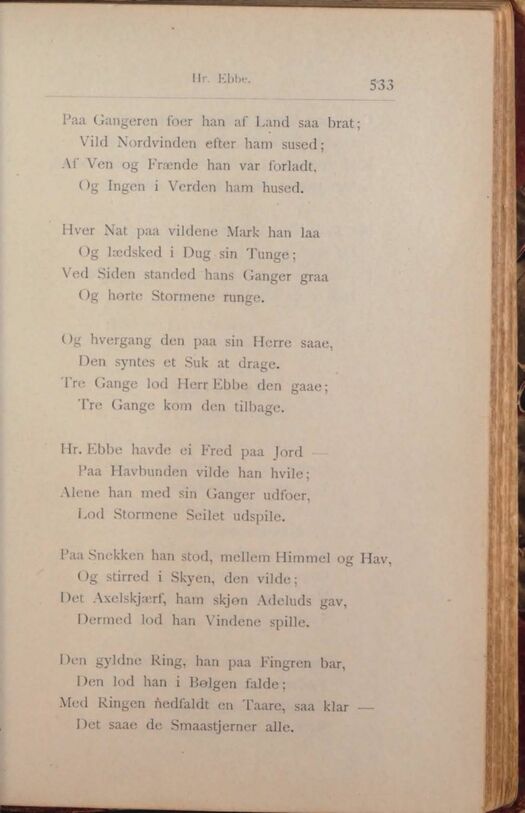 Hr. Ebbe.
533
Paa Gangeren foer han af Land saa brat;
Vild Nordvinden efter ham sused;
Af Ven og Frænde han var forladt,
Og Ingen i Verden ham hused.
Hver Nat paa vildene Mark han laa
Og lædsked i Dug sin Tunge;
Ved Siden standed hans Ganger graa
Og hørte Stormene runge.
Og hvergang den paa sin Herre saae,
Den syntes et Suk at drage.
Tre Gange lod Herr Ebbe den gaae;
Tre Gange kom den tilbage.
Hr. Ebbe havde ei Fred paa Jord —
Paa Havbunden vilde han hvile;
Alene han med sin Ganger udfoer,
Lod Stormene Seilet udspile.
Paa Snekken han stod, mellem Himmel og Hav,
Og stirred i Skyen, den vilde;
Det Axelskjærf, ham skjøn Adeluds gav,
Dermed lod han Vindene spille.
Den gyldne Ring, han paa Fingren bar,
Den lod han i Bølgen falde;
Med Ringen nedfaldt en Taare, saa klar —
Det saae de Smaastjerner alle.